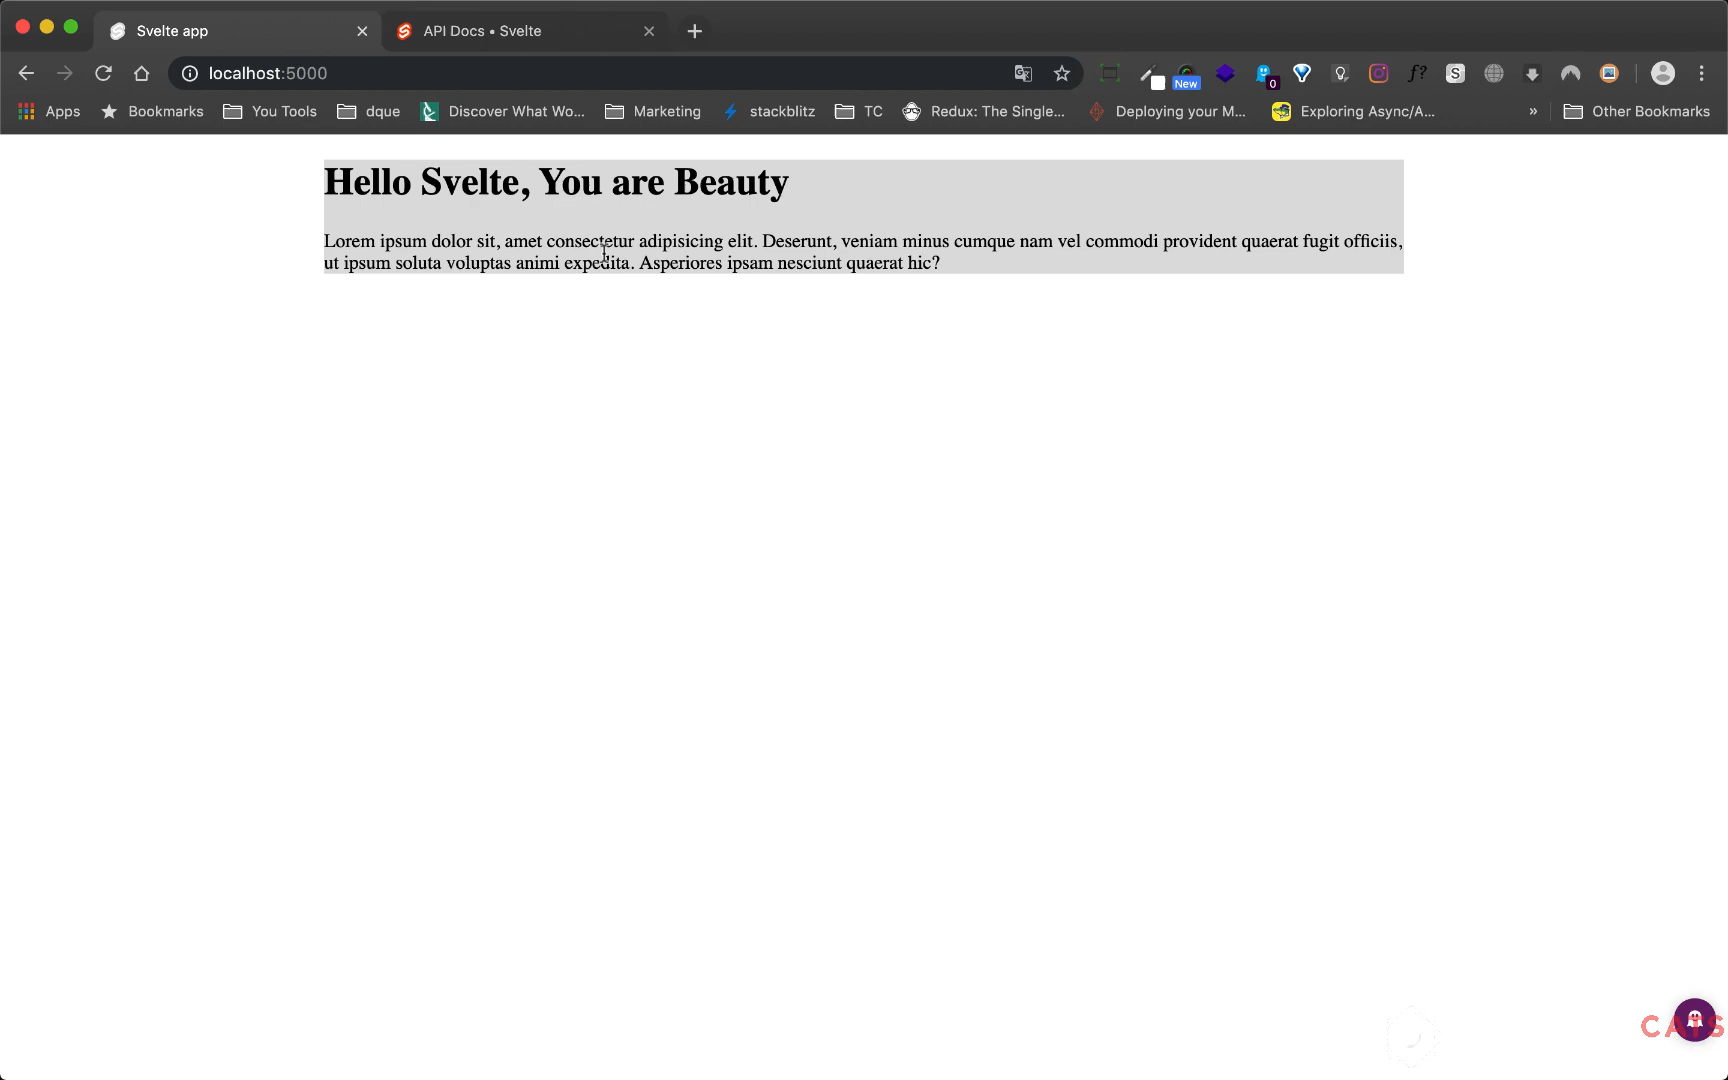 Svelte app
API Docs • Svelte
localhost:5000
New
0
f?
S
Apps
Bookmarks
You Tools
dque
Discover What Wo...
Marketing
stackblitz
TC
Redux: The Single...
Deploying your M...
Exploring Async/A...
»
Other Bookmarks
Hello Svelte, You are Beauty
Lorem ipsum dolor sit, amet consectetur adipisicing elit. Deserunt, veniam minus cumque nam vel commodi provident quaerat fugit officiis,
ut ipsum soluta voluptas animi expedita. Asperiores ipsam nesciunt quaerat hic?
CATS